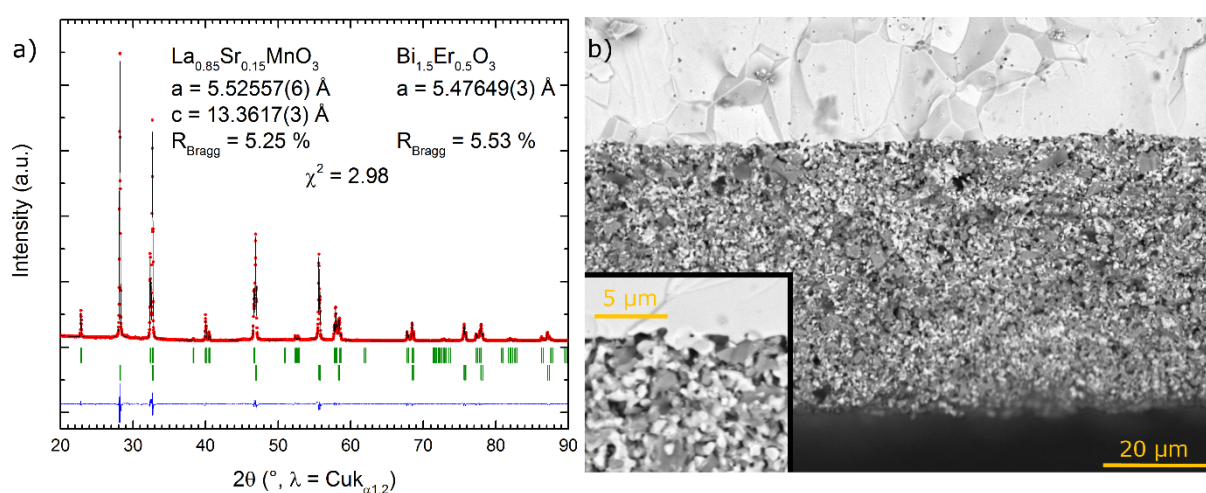 a)
La0.85Sr0.15MnO3 Bi1.5Er0.5O3
a = 5.52557(6) Å a = 5.47649(3) Å
c = 13.3617(3) Å
RBragg = 5.25 % RBragg = 5.53 %
χ2 = 2.98
Intensity (a.u.)
20 30 40 50 60 70 80 90
2θ (°, λ = Cukα1,2)
b)
5 µm
20 µm